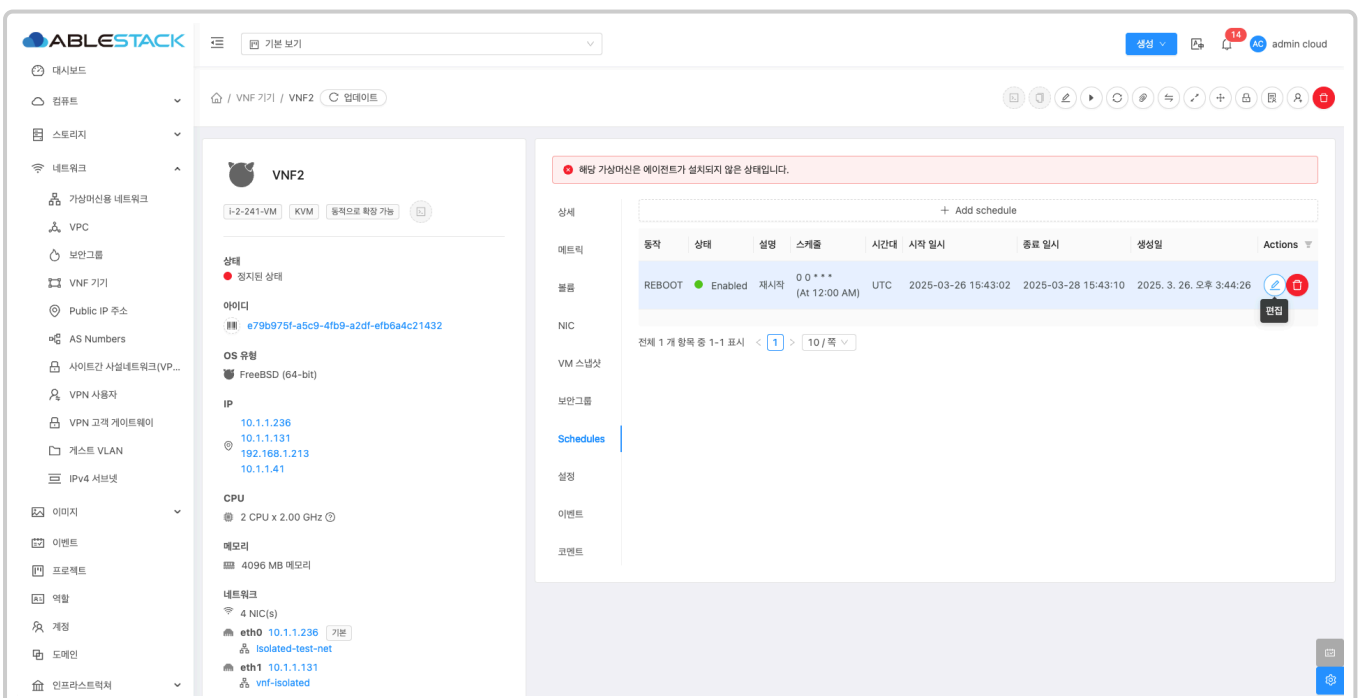 ABLESTACK
기본 보기
생성
14
AC
admin cloud
대시보드
컴퓨트
스토리지
네트워크
가상머신용 네트워크
VPC
보안그룹
VNF 기기
Public IP 주소
AS Numbers
사이트간 사설네트워크(VP...
VPN 사용자
VPN 고객 게이트웨이
게스트 VLAN
IPv4 서브넷
이미지
이벤트
프로젝트
역할
계정
도메인
인프라스트럭쳐
/ VNF 기기 / VNF2 업데이트
VNF2
i-2-241-VM KVM 동적으로 확장 가능
상태
정지된 상태
아이디
e79b975f-a5c9-4fb9-a2df-efb6a4c21432
OS 유형
FreeBSD (64-bit)
IP
10.1.1.236
10.1.1.131
192.168.1.213
10.1.1.41
CPU
2 CPU x 2.00 GHz
메모리
4096 MB 메모리
네트워크
4 NIC(s)
eth0 10.1.1.236 기본
Isolated-test-net
eth1 10.1.1.131
vnf-isolated
해당 가상머신은 에이전트가 설치되지 않은 상태입니다.
상세
메트릭
볼륨
NIC
VM 스냅샷
보안그룹
Schedules
설정
이벤트
코멘트
+ Add schedule
동작 상태 설명 스케줄 시간대 시작 일시 종료 일시 생성일 Actions
REBOOT Enabled 재시작 0 0 * * * (At 12:00 AM) UTC 2025-03-26 15:43:02 2025-03-28 15:43:10 2025. 3. 26. 오후 3:44:26
편집
전체 1 개 항목 중 1-1 표시 < 1 > 10 / 쪽